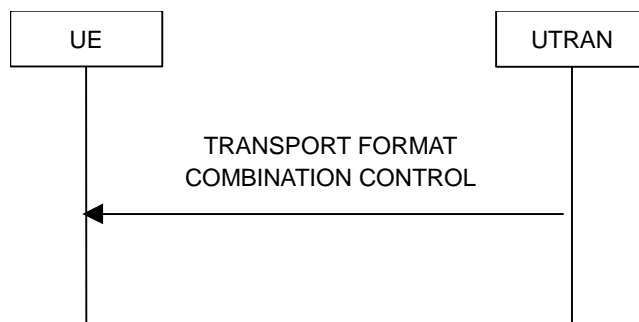 UE
UTRAN
TRANSPORT FORMAT
COMBINATION CONTROL